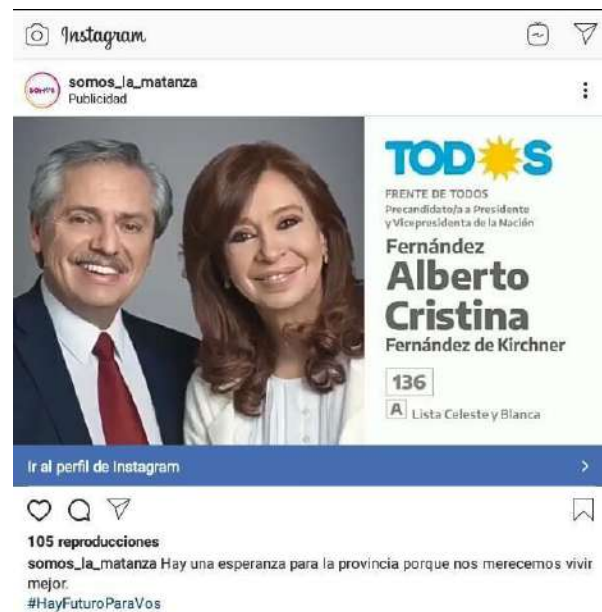 Instagram
somos_la_matanza
Publicidad
TODOS
FRENTE DE TODOS
Precandidato/a a Presidente
y Vicepresidenta de la Nación
Fernández
Alberto
Cristina
Fernández de Kirchner
136
A Lista Celeste y Blanca
Ir al perfil de Instagram
105 reproducciones
somos_la_matanza Hay una esperanza para la provincia porque nos merecemos vivir
mejor.
#HayFuturoParaVos